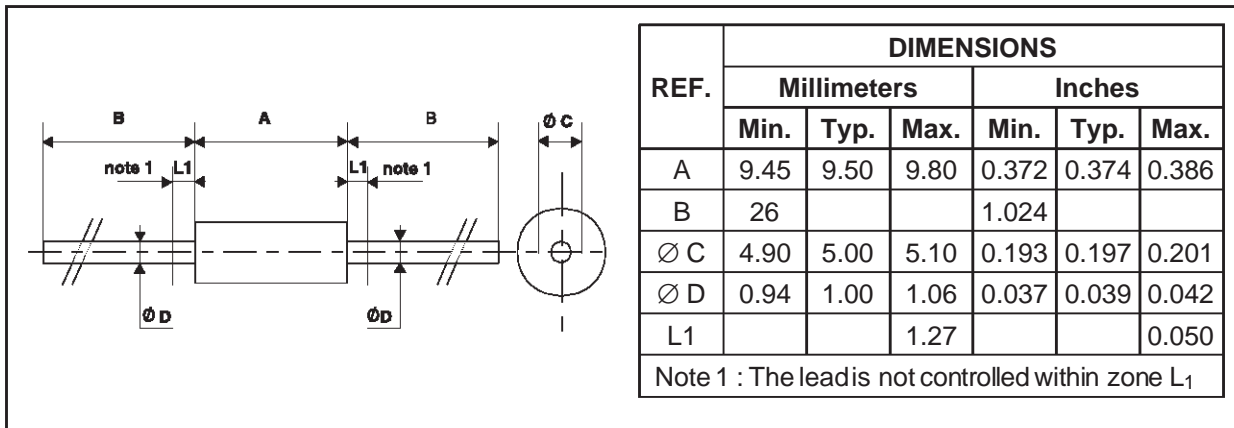 B A B Ø C
note 1 L1 L1 note 1
Ø D ØD
DIMENSIONS
REF. Millimeters Inches
Min. Typ. Max. Min. Typ. Max.
A 9.45 9.50 9.80 0.372 0.374 0.386
B 26 1.024
∅ C 4.90 5.00 5.10 0.193 0.197 0.201
∅ D 0.94 1.00 1.06 0.037 0.039 0.042
L1 1.27 0.050
Note 1 : The lead is not controlled within zone L1